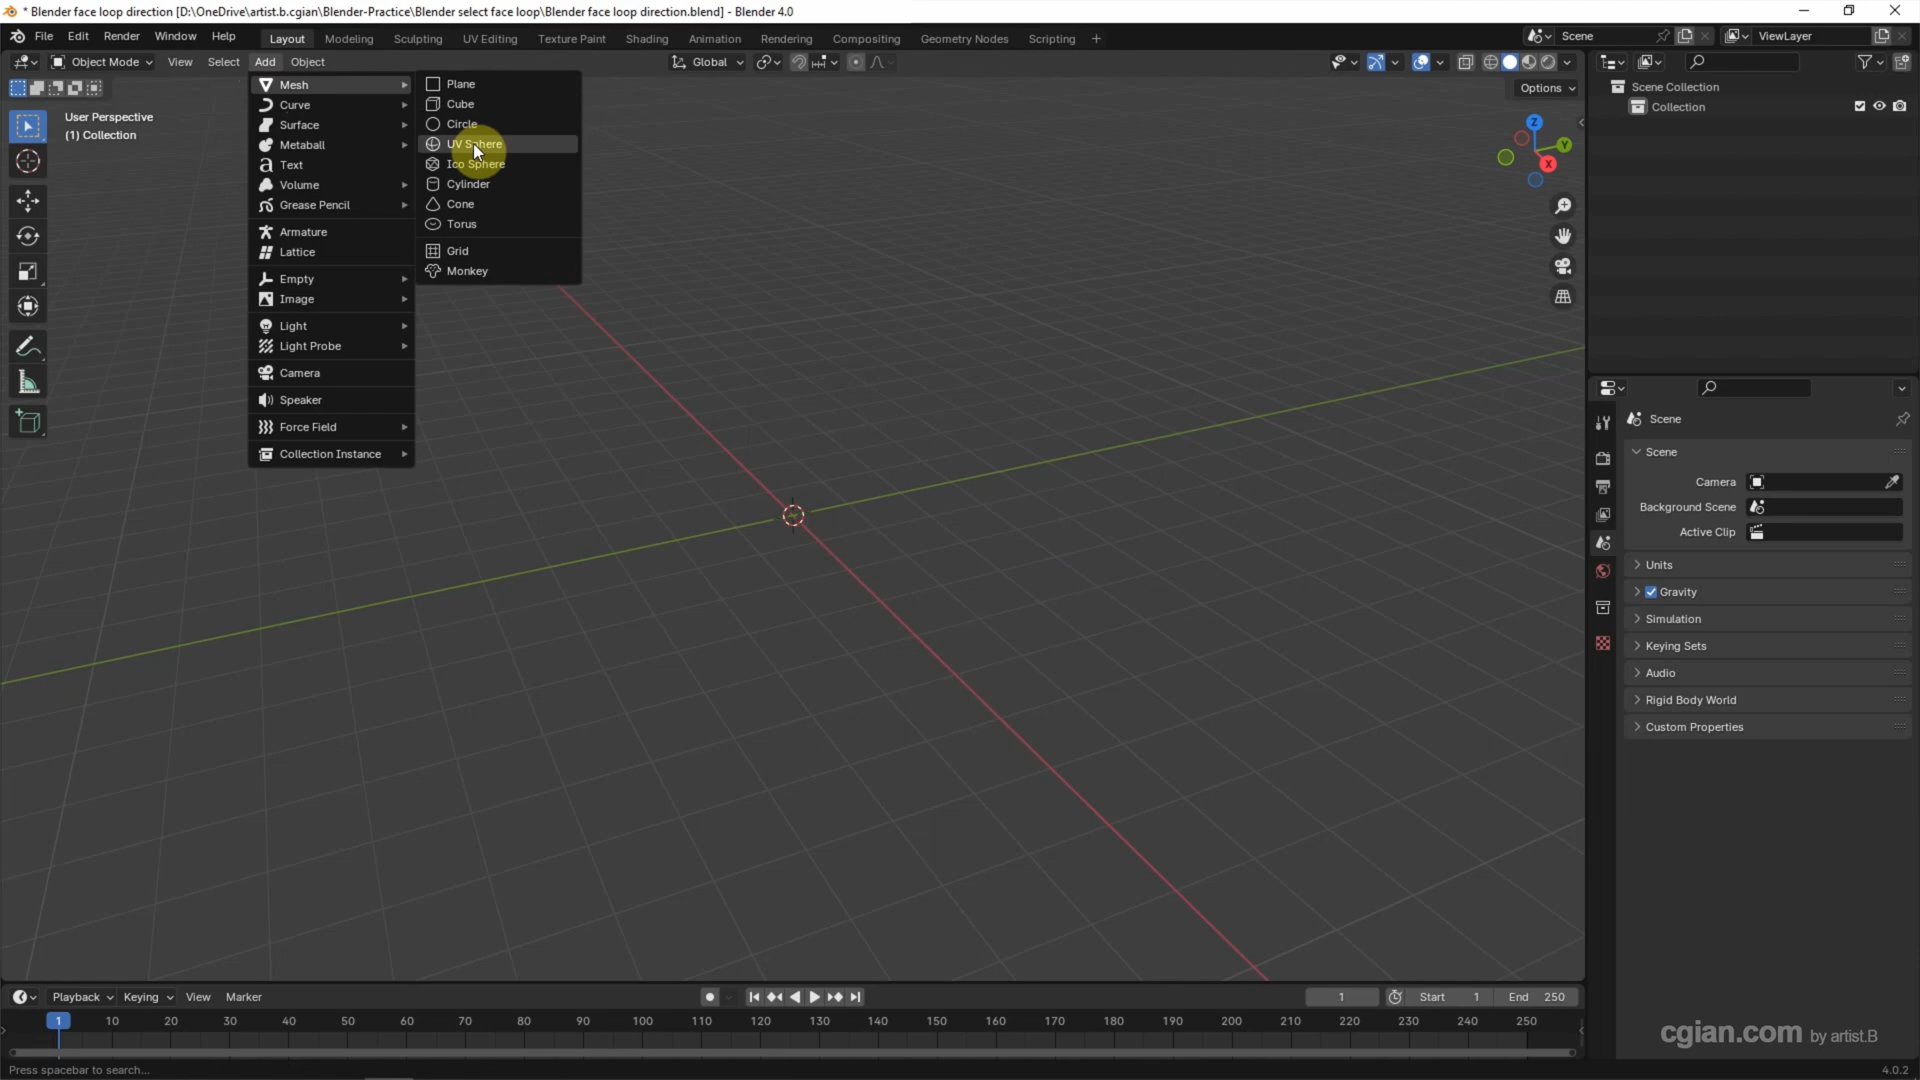 * Blender face loop direction [D:\OneDrive\artist.b.cgian\Blender-Practice\Blender select face loop\Blender face loop direction.blend] - Blender 4.0
File Edit Render Window Help Layout Modeling Sculpting UV Editing Texture Paint Shading Animation Rendering Compositing Geometry Nodes Scripting + Scene ViewLayer
Object Mode View Select Add Object Global
Options
User Perspective
(1) Collection
Mesh
Curve
Surface
Metaball
Text
Volume
Grease Pencil
Armature
Lattice
Empty
Image
Light
Light Probe
Camera
Speaker
Force Field
Collection Instance
Plane
Cube
Circle
UV Sphere
Ico Sphere
Cylinder
Cone
Torus
Grid
Monkey
Z
Y
X
Scene Collection
Collection
Scene
Scene
Camera
Background Scene
Active Clip
Units
Gravity
Simulation
Keying Sets
Audio
Rigid Body World
Custom Properties
Playback Keying View Marker 1 Start 1 End 250
1 10 20 30 40 50 60 70 80 90 100 110 120 130 140 150 160 170 180 190 200 210 220 230 240 250
cgian.com by artist.B
Press spacebar to search...
4.0.2